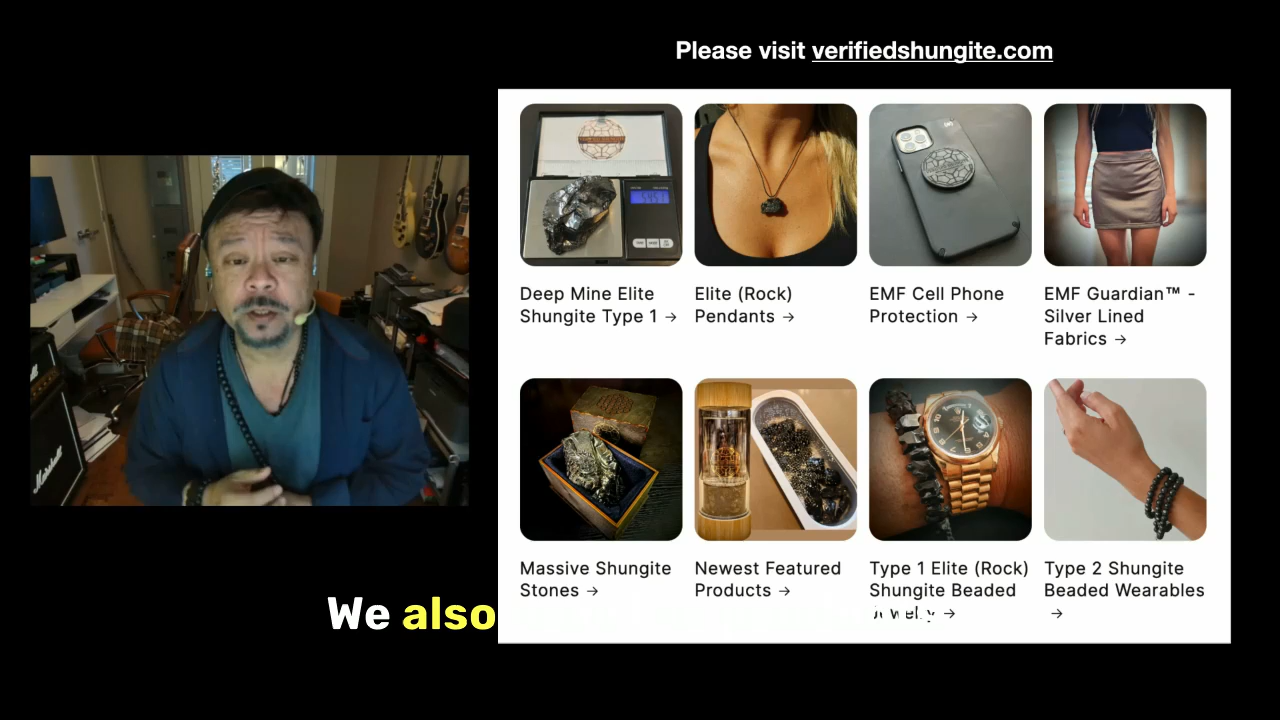 Please visit verifiedshungite.com
Deep Mine Elite
Shungite Type 1 →
Elite (Rock)
Pendants →
EMF Cell Phone
Protection →
EMF Guardian™ -
Silver Lined
Fabrics →
Massive Shungite
Stones →
Newest Featured
Products →
Type 1 Elite (Rock)
Shungite Beaded
→
Type 2 Shungite
Beaded Wearables
→
We also
Marshall